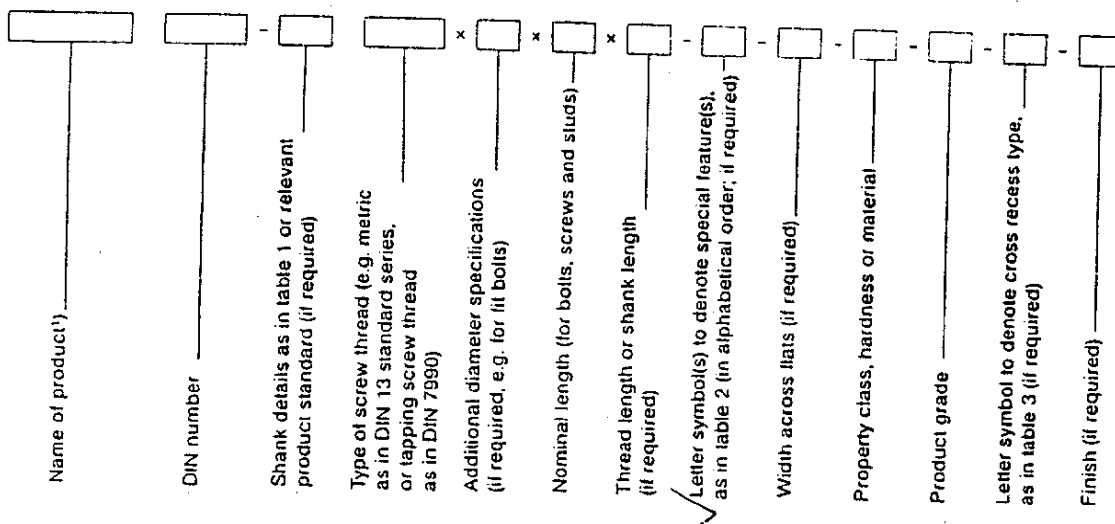 Name of product¹)
DIN number
Shank details as in table 1 or relevant
product standard (if required)
Type of screw thread (e.g. metric
as in DIN 13 standard series,
or tapping screw thread
as in DIN 7990)
Additional diameter specifications
(if required, e.g. for fit bolts)
Nominal length (for bolts, screws and studs)
Thread length or shank length
(if required)
Letter symbol(s) to denote special feature(s),
as in table 2 (in alphabetical order; if required)
Width across flats (if required)
Property class, hardness or material
Product grade
Letter symbol to denote cross recess type,
as in table 3 (if required)
Finish (if required)